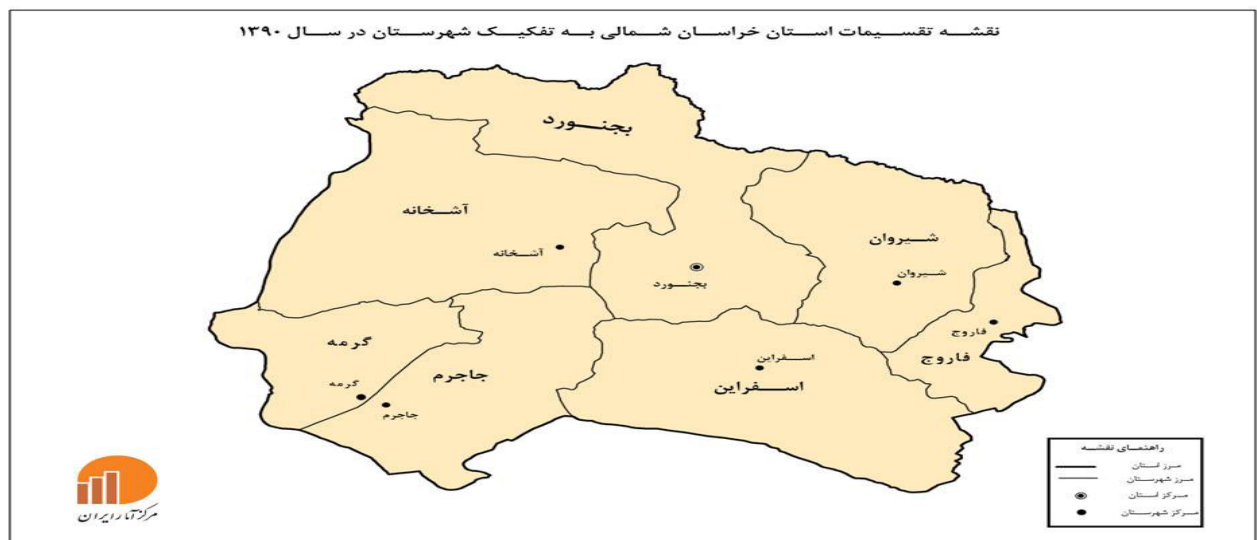 نقشه تقسیمات استان خراسان شمالی به تفکیک شهرستان در سال ۱۳۹۰
بجنورد
آشخانه
شیروان
آشخانه
بجنورد
شیروان
فاروج
گرمه
جاجرم
اسفراین
فاروج
اسفراین
گرمه
جاجرم
راهنمای نقشه
مرز استان
مرز شهرستان
مرکز استان
مرکز شهرستان
مرکز آمار ایران